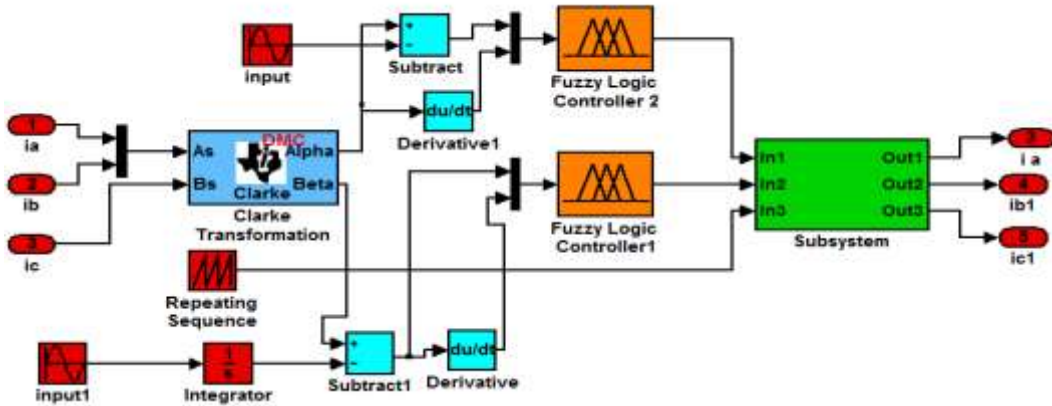 input
+
−
Subtract
Fuzzy Logic
Controller 2
du/dt
Derivative1
1
ia
2
ib
3
ic
As
Bs
DMC
Alpha
Beta
Clarke
Clarke
Transformation
Fuzzy Logic
Controller1
In1
In2
In3
Out1
Out2
Out3
Subsystem
i a
4
ib1
5
ic1
Repeating
Sequence
input1
1
s
Integrator
+
−
Subtract1
du/dt
Derivative